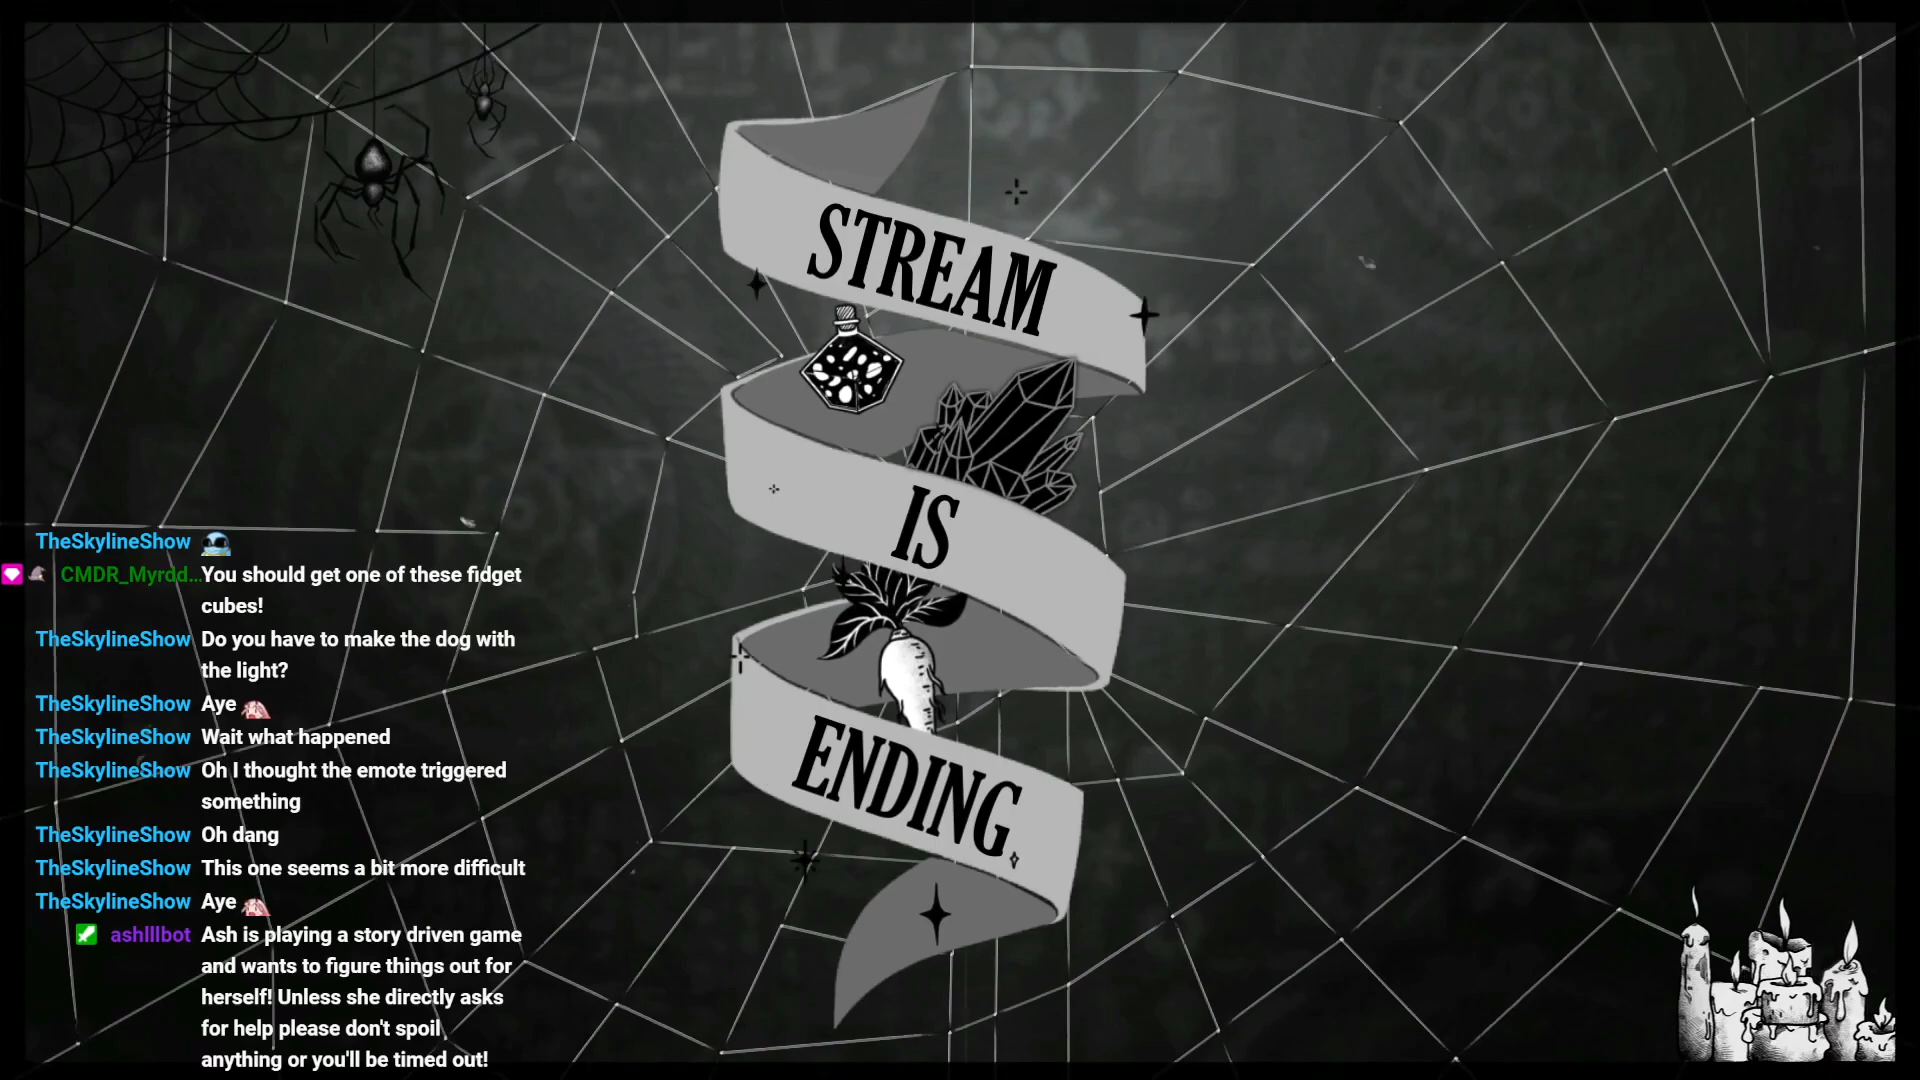 STREAM
IS
ENDING
TheSkylineShow
CMDR_Myrdd... You should get one of these fidget
cubes!
TheSkylineShow Do you have to make the dog with
the light?
TheSkylineShow Aye
TheSkylineShow Wait what happened
TheSkylineShow Oh I thought the emote triggered
something
TheSkylineShow Oh dang
TheSkylineShow This one seems a bit more difficult
TheSkylineShow Aye
ashlllbot Ash is playing a story driven game
and wants to figure things out for
herself! Unless she directly asks
for help please don't spoil
anything or you'll be timed out!